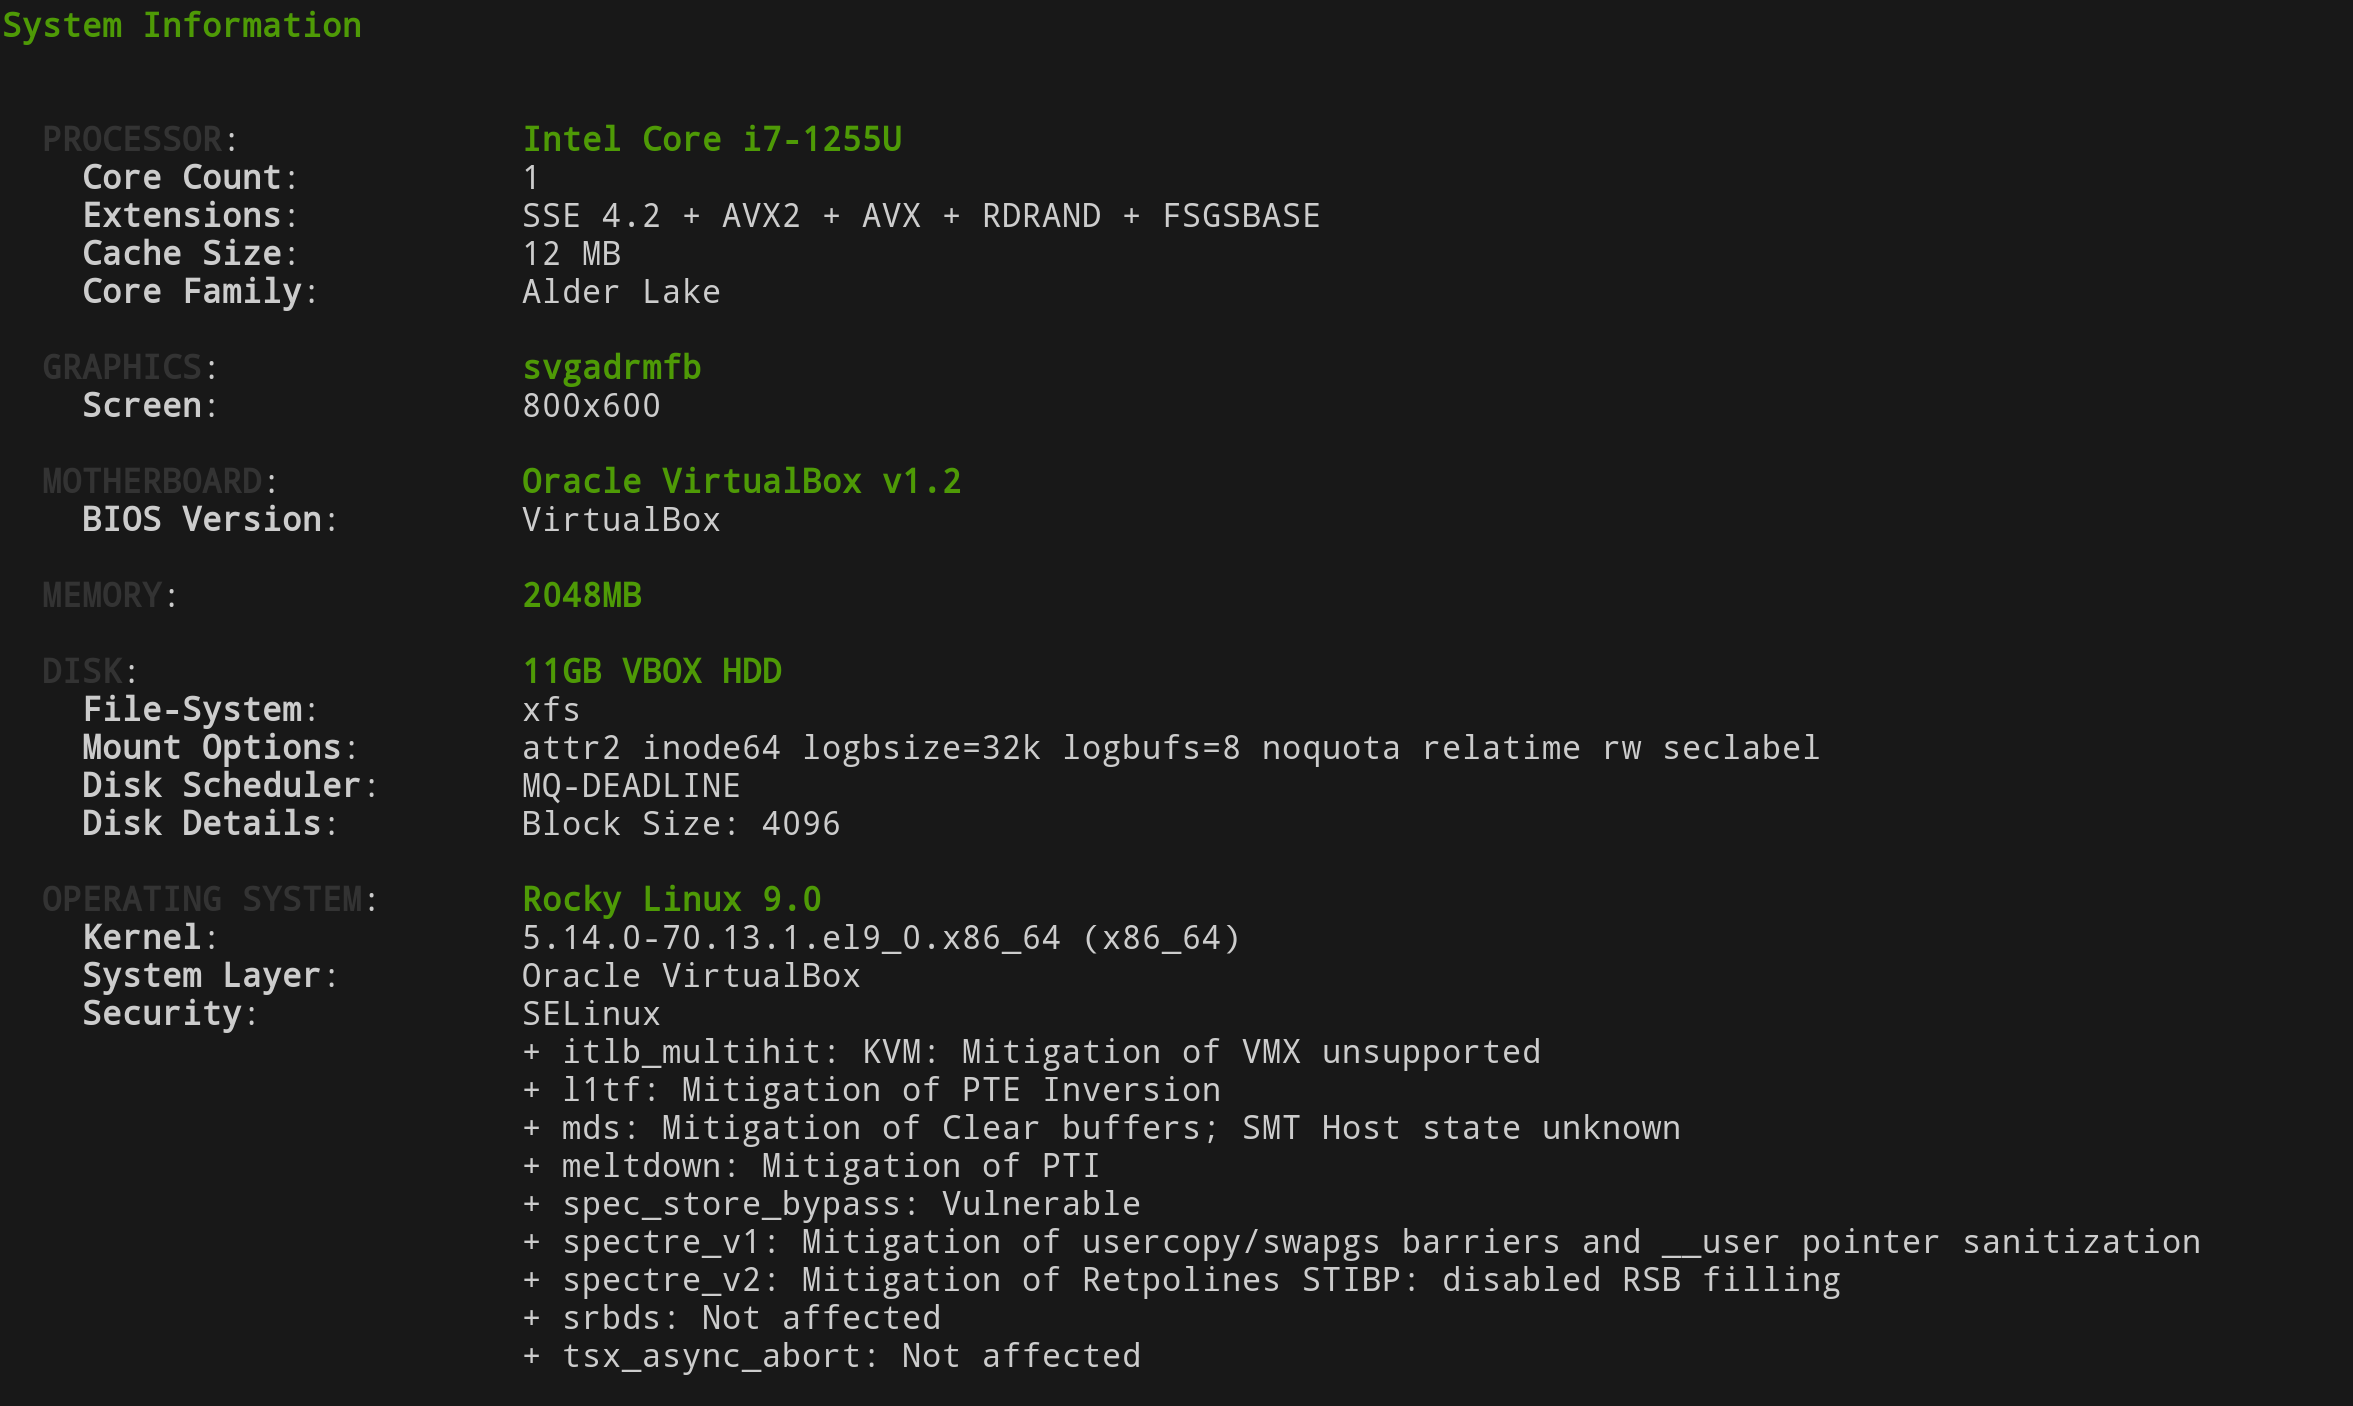 System Information
PROCESSOR: Intel Core i7-1255U
Core Count: 1
Extensions: SSE 4.2 + AVX2 + AVX + RDRAND + FSGSBASE
Cache Size: 12 MB
Core Family: Alder Lake
GRAPHICS: svgadrmfb
Screen: 800x600
MOTHERBOARD: Oracle VirtualBox v1.2
BIOS Version: VirtualBox
MEMORY: 2048MB
DISK: 11GB VBOX HDD
File-System: xfs
Mount Options: attr2 inode64 logbsize=32k logbufs=8 noquota relatime rw seclabel
Disk Scheduler: MQ-DEADLINE
Disk Details: Block Size: 4096
OPERATING SYSTEM: Rocky Linux 9.0
Kernel: 5.14.0-70.13.1.el9_0.x86_64 (x86_64)
System Layer: Oracle VirtualBox
Security: SELinux
+ itlb_multihit: KVM: Mitigation of VMX unsupported
+ l1tf: Mitigation of PTE Inversion
+ mds: Mitigation of Clear buffers; SMT Host state unknown
+ meltdown: Mitigation of PTI
+ spec_store_bypass: Vulnerable
+ spectre_v1: Mitigation of usercopy/swapgs barriers and __user pointer sanitization
+ spectre_v2: Mitigation of Retpolines STIBP: disabled RSB filling
+ srbds: Not affected
+ tsx_async_abort: Not affected